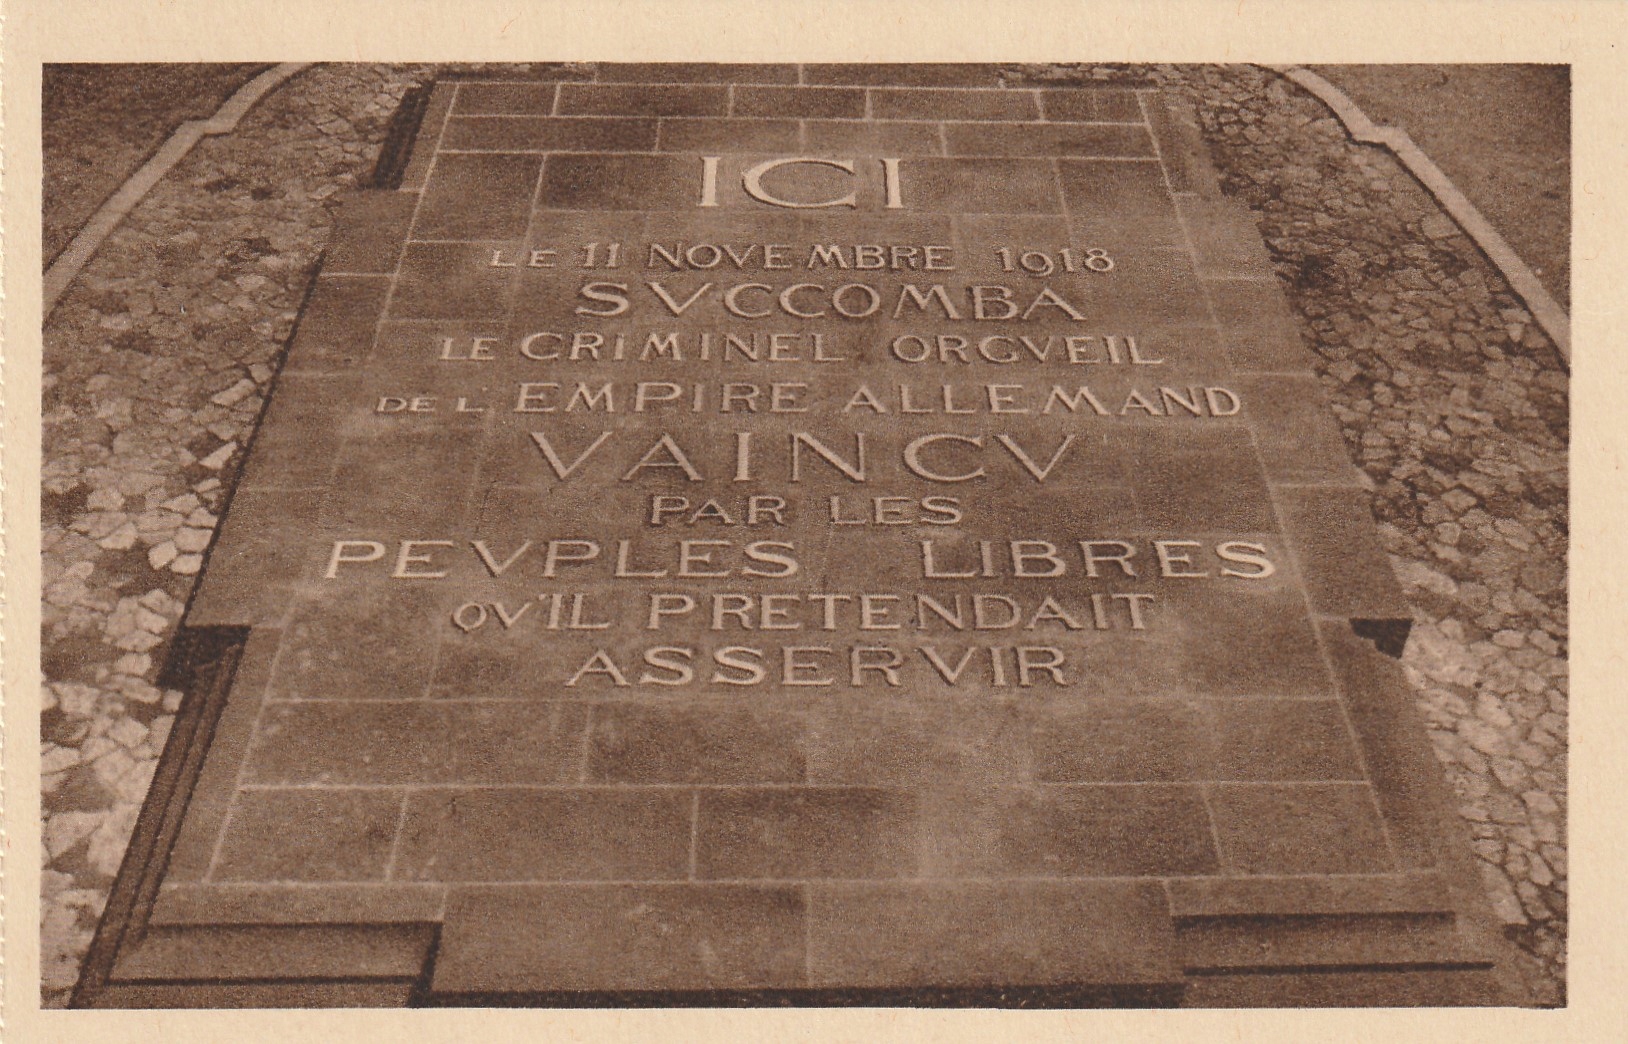 ICI
LE 11 NOVEMBRE 1918
SVCCOMBA
LE CRIMINEL ORGVEIL
DE L EMPIRE ALLEMAND
VAINCV
PAR LES
PEVPLES LIBRES
QV'IL PRETENDAIT
ASSERVIR